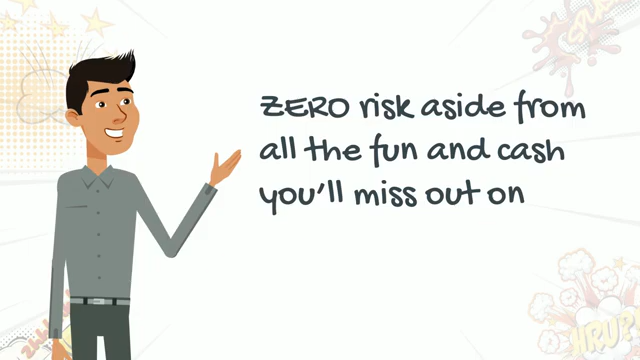 ZERO risk aside from
all the fun and cash
you'll miss out on